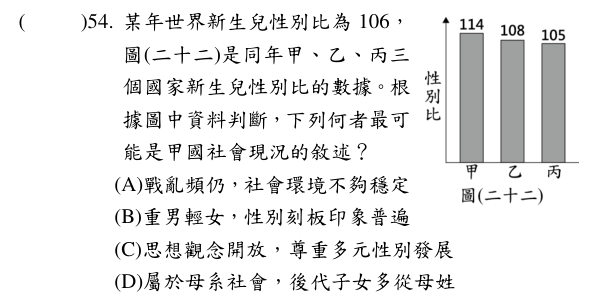 (　　)54. 某年世界新生兒性別比為 106，
圖(二十二)是同年甲、乙、丙三
個國家新生兒性別比的數據。根
據圖中資料判斷，下列何者最可
能是甲國社會現況的敘述？
(A)戰亂頻仍，社會環境不夠穩定
(B)重男輕女，性別刻板印象普遍
(C)思想觀念開放，尊重多元性別發展
(D)屬於母系社會，後代子女多從母姓
114
108
105
性別比
甲 乙 丙
圖(二十二)